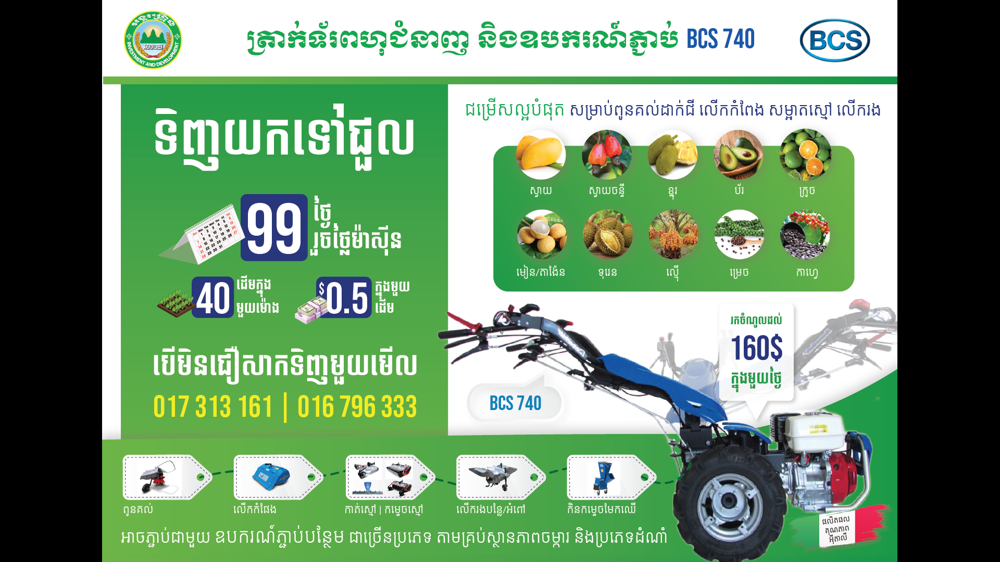 អង្គរហ្គ្រីន
ANGKOR GREEN
INVESTMENT AND DEVELOPMENT
ត្រាក់ទ័រពហុជំនាញ និងឧបករណ៍ភ្ជាប់ BCS 740
BCS
ទិញយកទៅជួល
99 ថ្ងៃ
រួចថ្លៃម៉ាស៊ីន
40 ដើមក្នុង
មួយម៉ោង
$0.5 ក្នុងមួយ
ដើម
បើមិនជឿសាកទិញមួយមើល
017 313 161 | 016 796 333
ជម្រើសល្អបំផុត សម្រាប់ពូនគល់ដាក់ជី លើកកំពែង សម្អាតស្មៅ លើករង
ស្វាយ ស្វាយចន្ទី ខ្នុរ ប័រ ក្រូច
មៀន/តាង៉ែន ទុរេន ល្មើ ម្រេច កាហ្វេ
រកចំណូលដល់
160$
ក្នុងមួយថ្ងៃ
BCS 740
ពូនគល់ លើកកំផែង កាត់ស្មៅ | កម្ទេចស្មៅ លើករងបន្លែ/អំពៅ កិនកម្ទេចមែកឈើ
ផលិតផល
គុណភាព
អ៊ីតាលី
អាចភ្ជាប់ជាមួយ ឧបករណ៍ភ្ជាប់បន្ថែម ជាច្រើនប្រភេទ តាមគ្រប់ស្ថានភាពចម្ការ និងប្រភេទដំណាំ